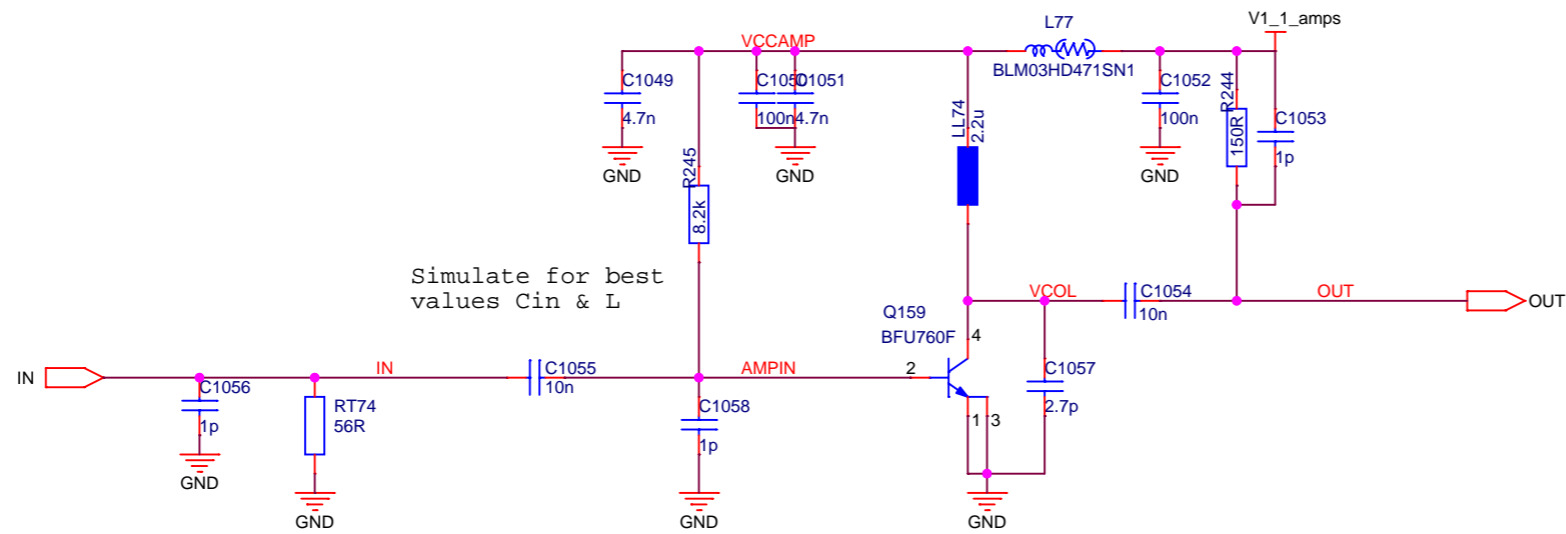 V1_1_amps
L77
VCCAMP
BLM03HD471SN1
C1049
4.7n
C1050
100n
C1051
4.7n
C1052
100n
R244
150R
C1053
1p
LL74
2.2u
GND
GND
GND
R245
8.2k
Simulate for best
values Cin & L
VCOL
C1054
10n
OUT
OUT
Q159
BFU760F
4
IN
IN
C1055
10n
AMPIN
2
C1057
2.7p
C1056
1p
RT74
56R
C1058
1p
1
3
GND
GND
GND
GND